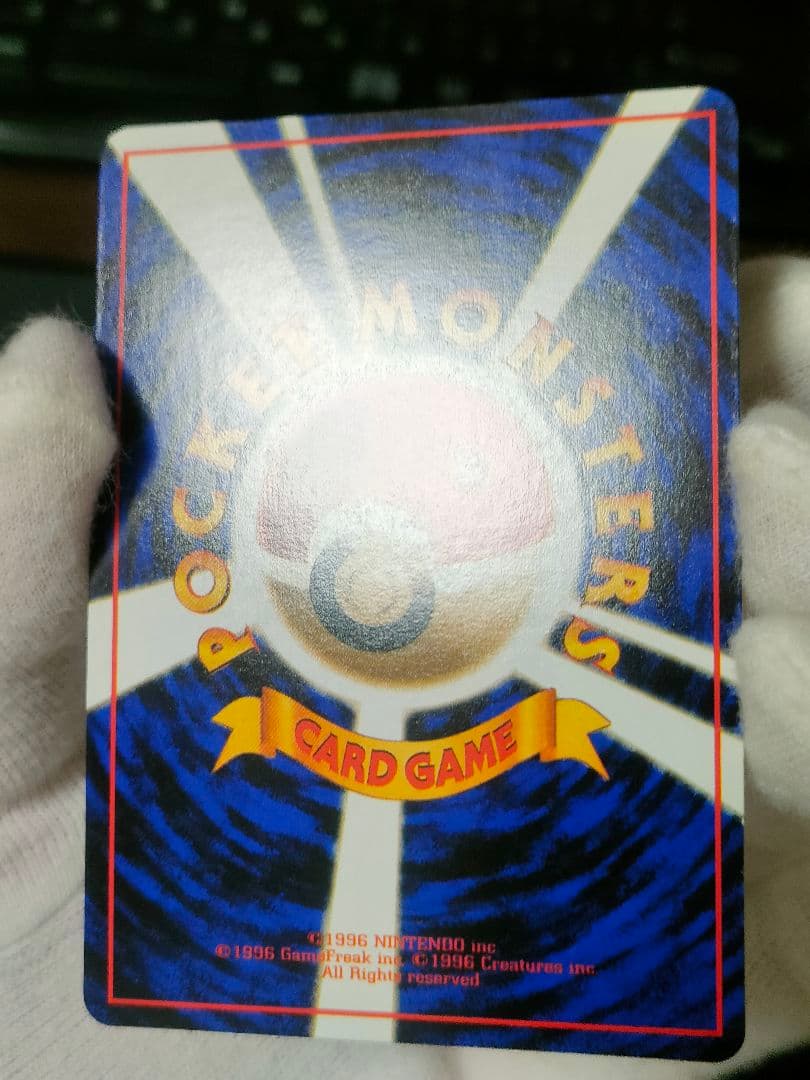 POCKET MONSTERS
CARD GAME
©1996 NINTENDO inc
©1996 GameFreak inc ©1996 Creatures inc
All Rights reserved